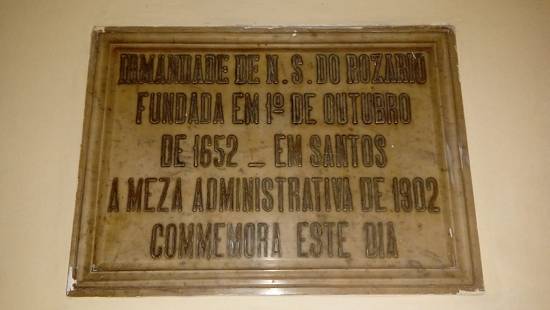 IRMANDADE DE N. S. DO ROZARIO
FUNDADA EM 1º DE OUTUBRO
DE 1652 _ EM SANTOS
A MEZA ADMINISTRATIVA DE 1902
COMMEMORA ESTE DIA